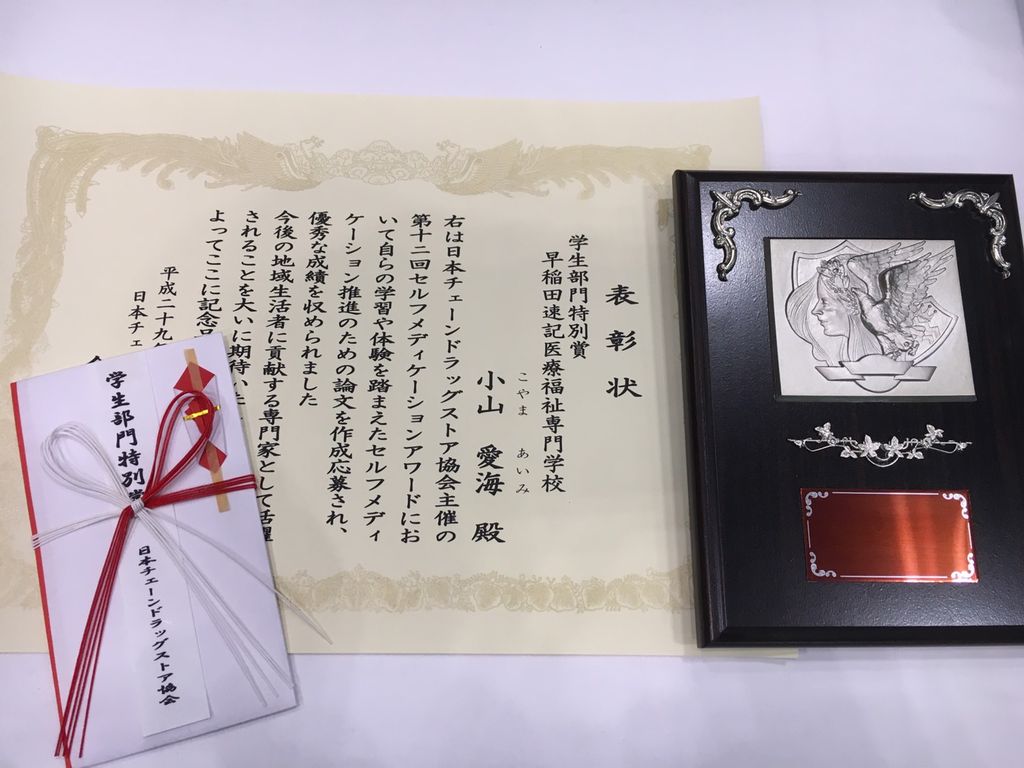 表彰状
学生部門特別賞
早稲田速記医療福祉専門学校
こやま あいみ
小山 愛海 殿
右は日本チェーンドラッグストア協会主催の
第十二回セルフメディケーションアワードにお
いて自らの学習や体験を踏まえたセルフメディ
ケーション推進のための論文を作成応募され、
優秀な成績を収められました
今後の地域生活者に貢献する専門家として活躍
されることを大いに期待いた
よってここに記念品
平成二十九年
日本チェ
学生部門特別賞
日本チェーンドラッグストア協会